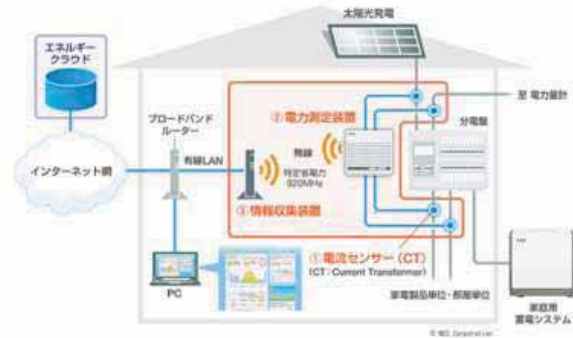 太陽光発電
エネルギー
クラウド
至 電力量計
②電力測定装置
分電盤
ブロードバンド
ルーター
無線
有線LAN
特定省電力
920MHz
インターネット網
③情報収集装置
①電流センサー(CT)
(CT:Current Transformer)
PC
家電製品単位・部屋単位
家庭用
蓄電システム
© NEC Corporation